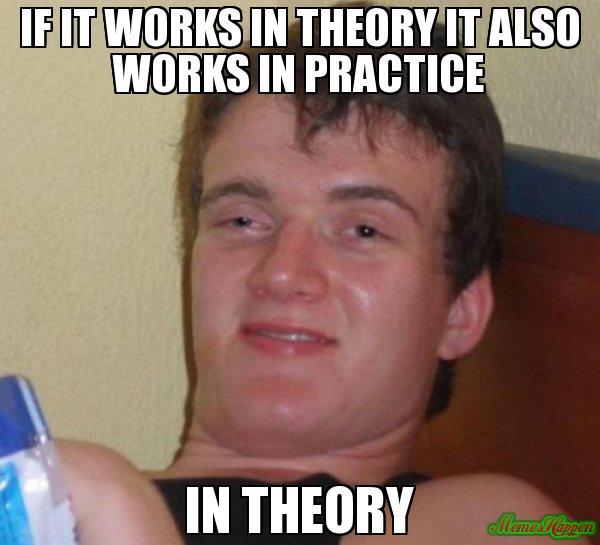 IF IT WORKS IN THEORY IT ALSO
WORKS IN PRACTICE
IN THEORY
MemesHappen